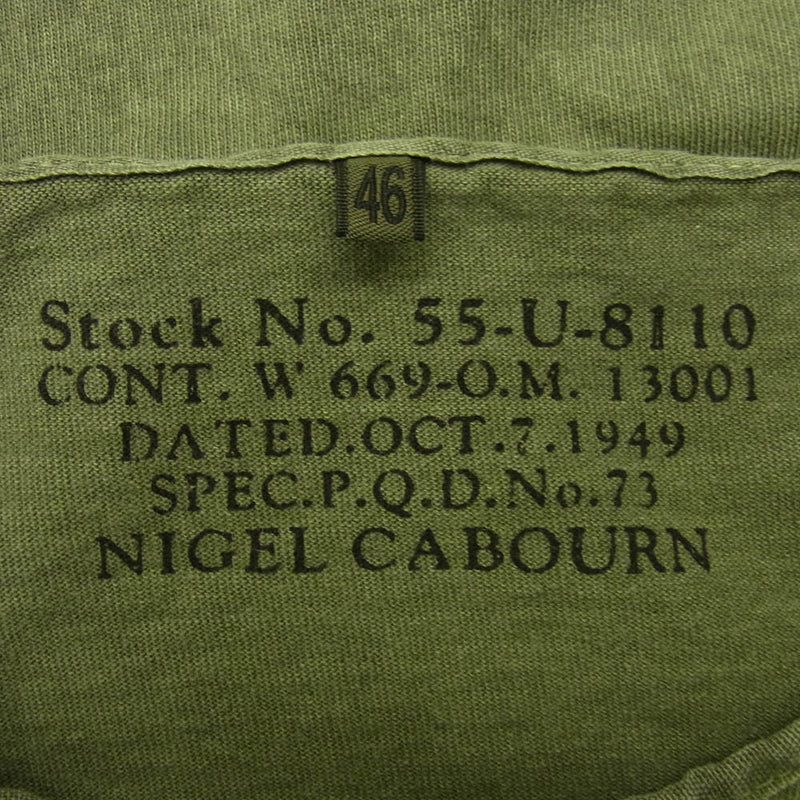 46
Stock No. 55-U-8110
CONT. W 669-O.M. 13001
DATED.OCT.7.1949
SPEC.P.Q.D.No.73
NIGEL CABOURN